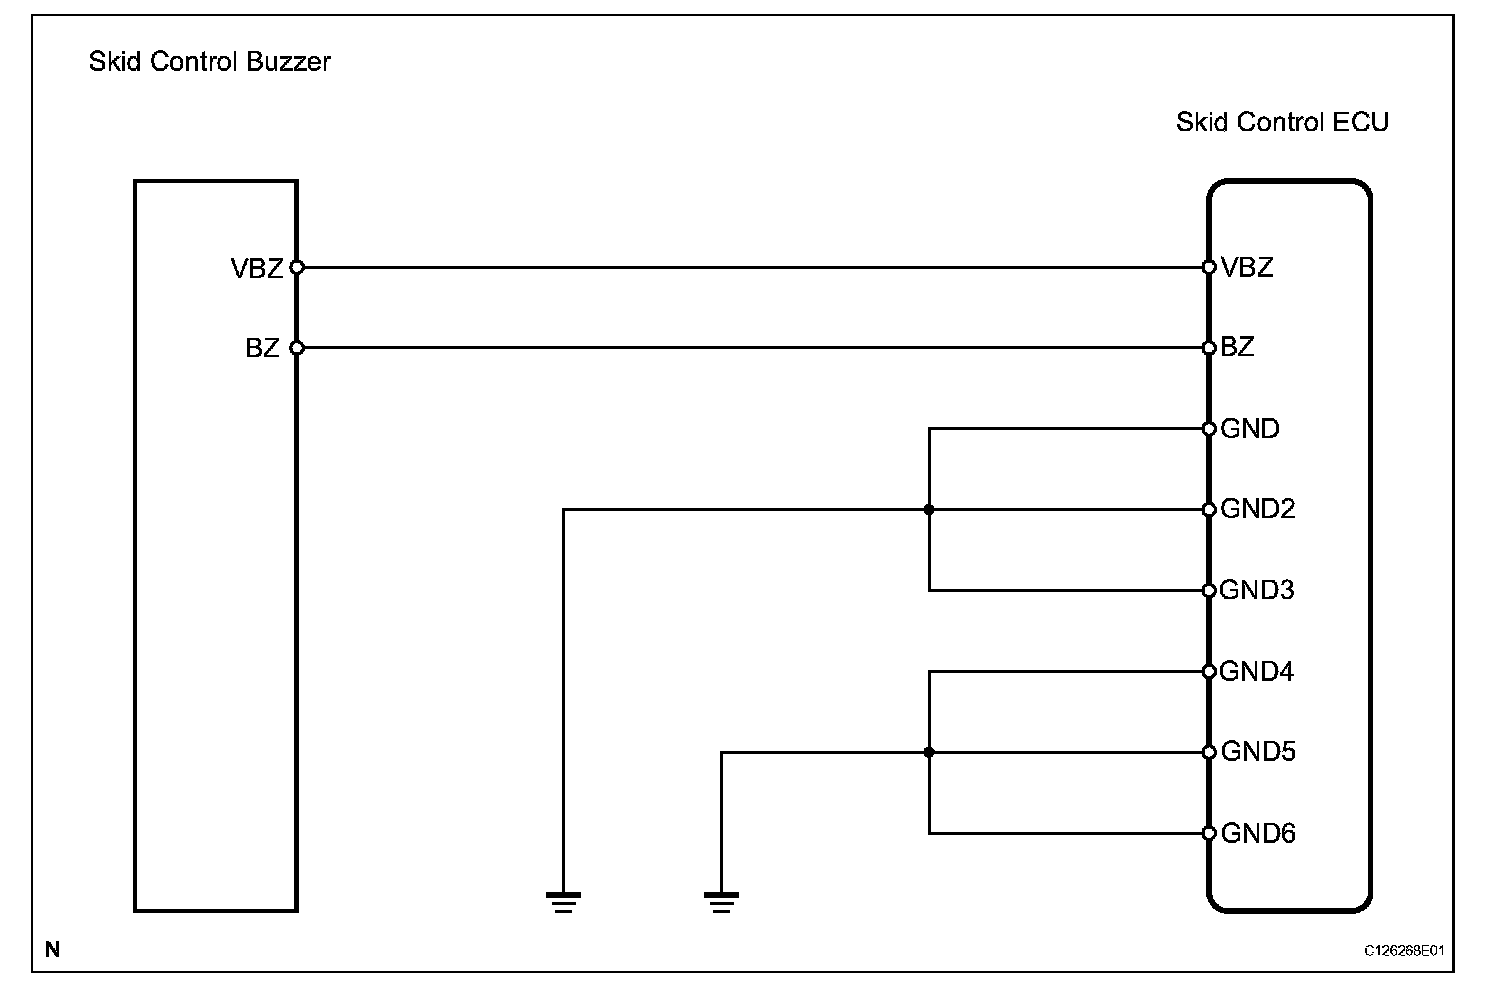 Skid Control Buzzer
Skid Control ECU
VBZ
VBZ
BZ
BZ
GND
GND2
GND3
GND4
GND5
GND6
N
C126268E01